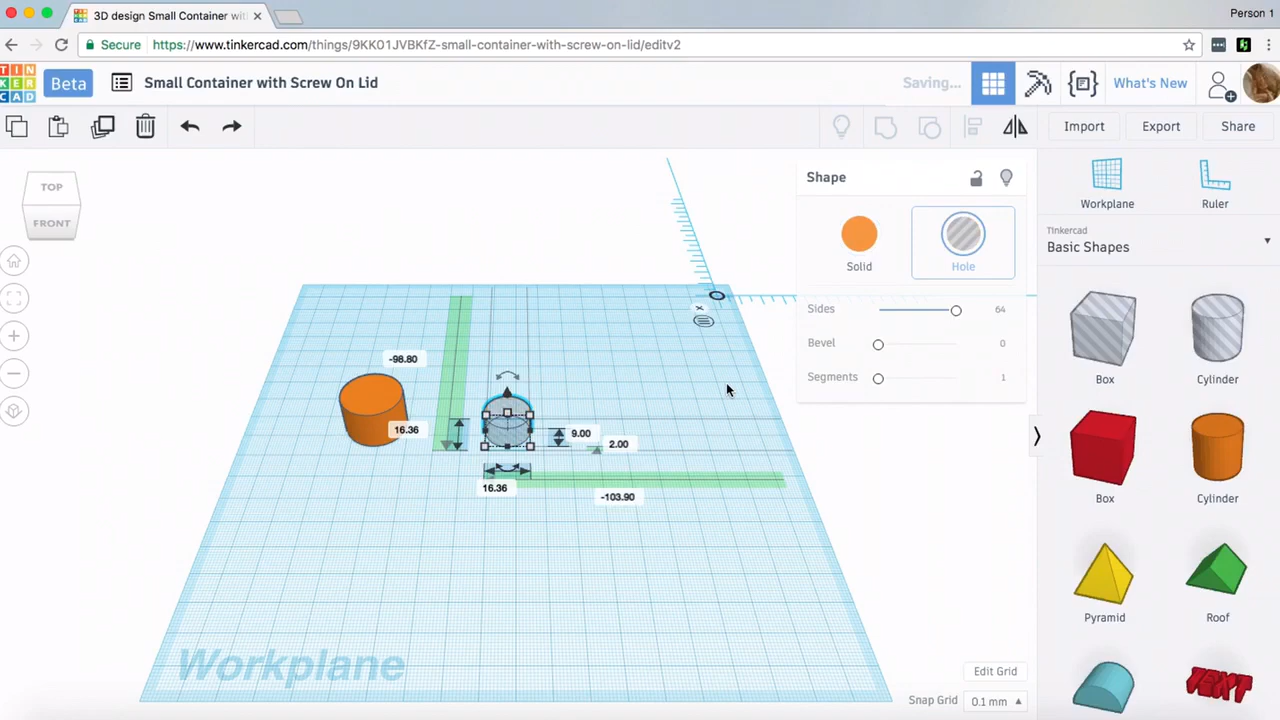 3D design Small Container wit
Person 1
Secure https://www.tinkercad.com/things/9KK01JVBKfZ-small-container-with-screw-on-lid/editv2
TIN
KER
CAD
Beta
Small Container with Screw On Lid
Saving...
What's New
Import
Export
Share
TOP
FRONT
Shape
Solid
Hole
Sides
64
Bevel
0
Segments
1
Workplane
Ruler
Tinkercad
Basic Shapes
Box
Cylinder
Box
Cylinder
Pyramid
Roof
TEXT
-98.80
16.36
9.00
2.00
16.36
-103.90
Workplane
Edit Grid
Snap Grid 0.1 mm